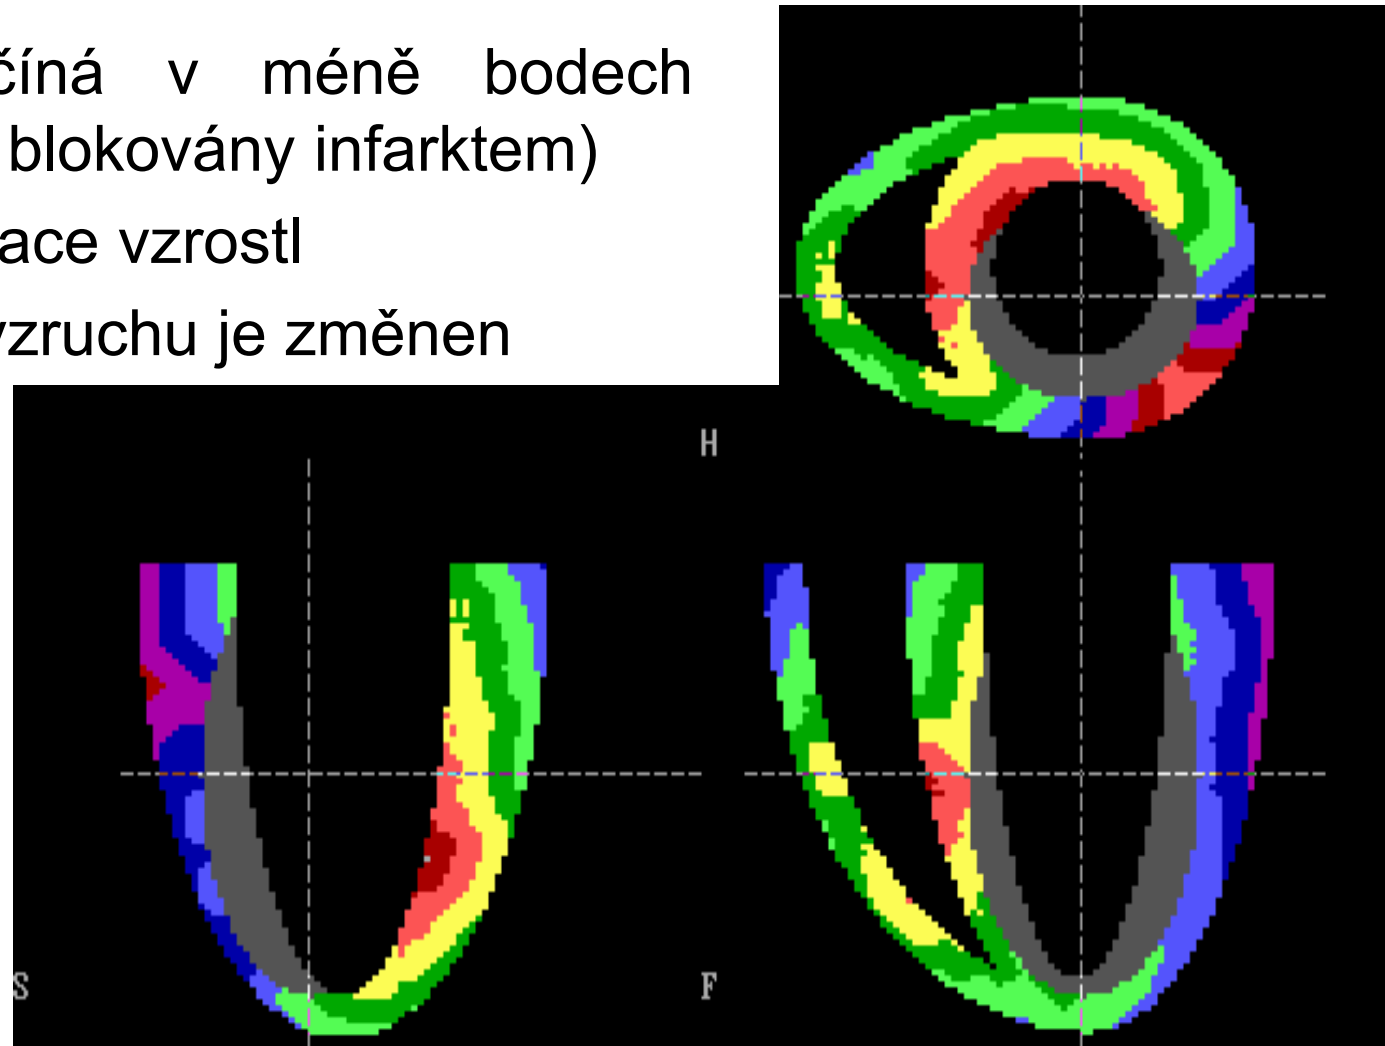 číná v méně bodech
blokovány infarktem)
ace vzrostl
vzruchu je změnen
H
S
F